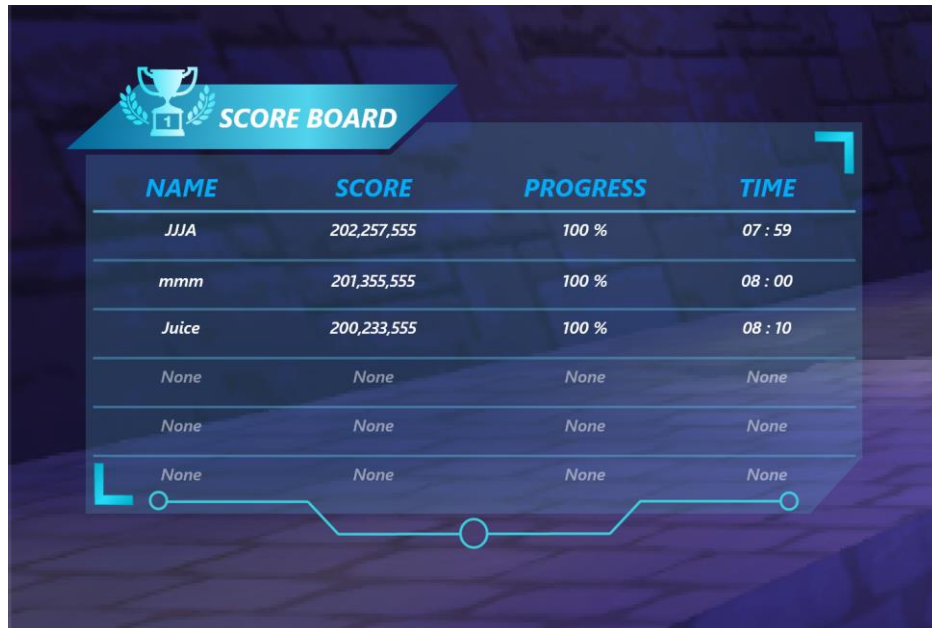 1
SCORE BOARD
NAME SCORE PROGRESS TIME
JJJA 202,257,555 100 % 07 : 59
mmm 201,355,555 100 % 08 : 00
Juice 200,233,555 100 % 08 : 10
None None None None
None None None None
None None None None